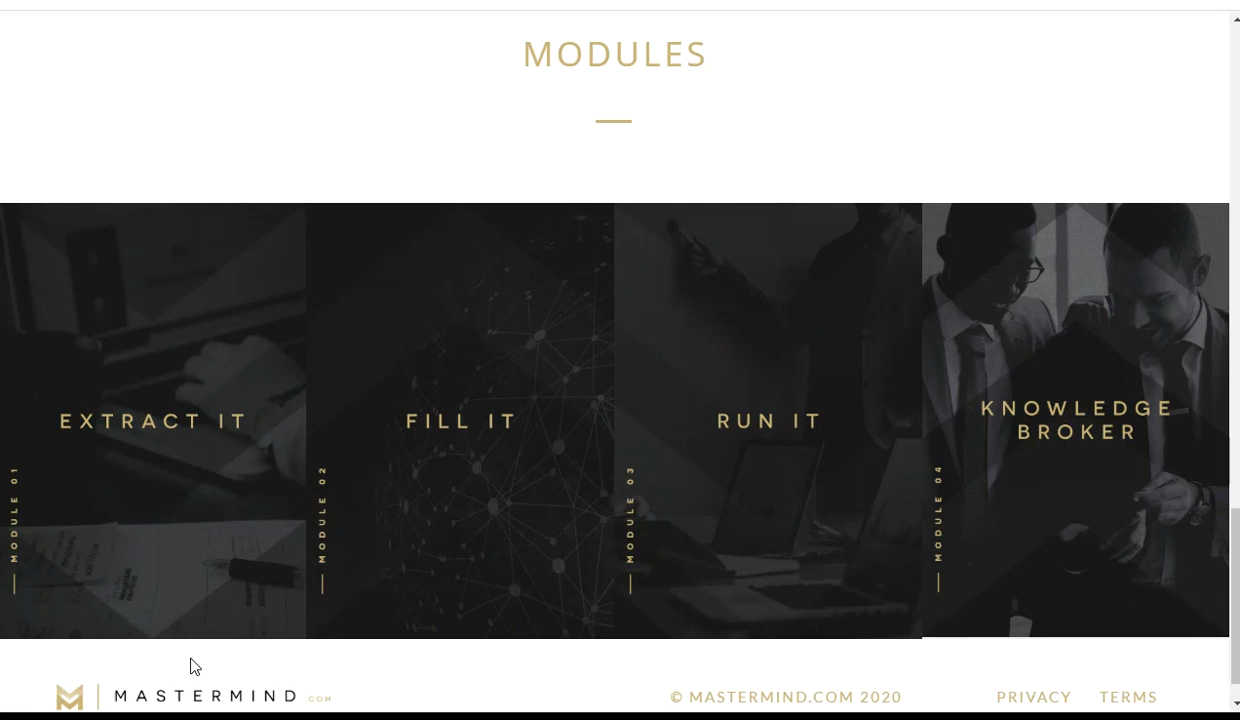 MODULES
EXTRACT IT
MODULE 01
FILL IT
MODULE 02
RUN IT
MODULE 03
KNOWLEDGE
BROKER
MODULE 04
MASTERMIND .COM
© MASTERMIND.COM 2020
PRIVACY
TERMS